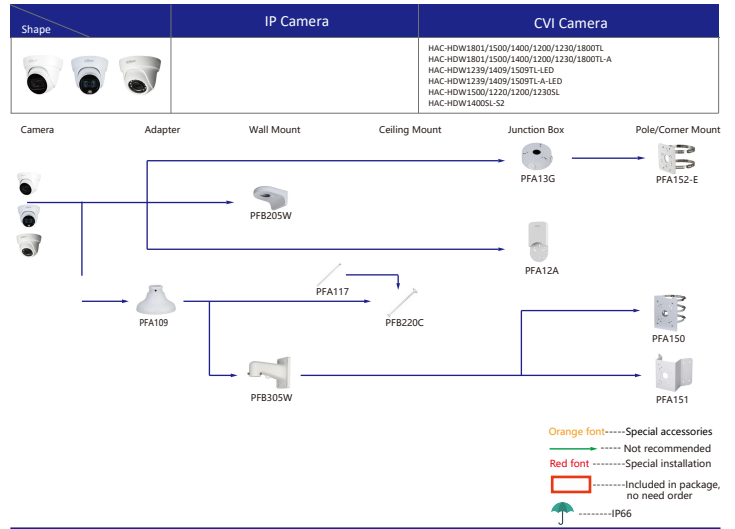 Shape
IP Camera
CVI Camera
HAC-HDW1801/1500/1400/1200/1230/1800TL
HAC-HDW1801/1500/1400/1200/1230/1800TL-A
HAC-HDW1239/1409/1509TL-LED
HAC-HDW1239/1409/1509TL-A-LED
HAC-HDW1500/1220/1200/1230SL
HAC-HDW1400SL-S2
Camera
Adapter
Wall Mount
Ceiling Mount
Junction Box
Pole/Corner Mount
PFA13G
PFA152-E
PFB205W
PFA12A
PFA117
PFA109
PFB220C
PFA150
PFB305W
PFA151
Orange font-----Special accessories
----- Not recommended
Red font -------Special installation
--------Included in package,
no need order
--------IP66